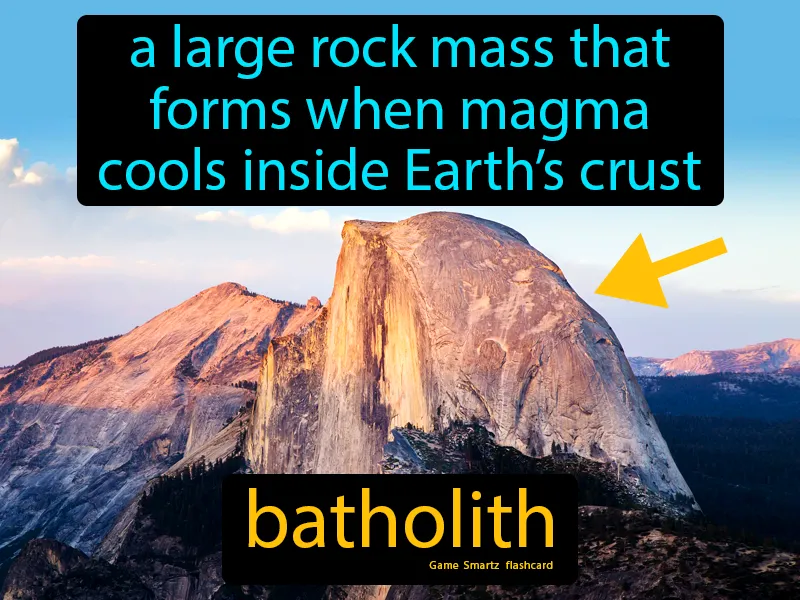 a large rock mass that
forms when magma
cools inside Earth’s crust
batholith
Game Smartz flashcard